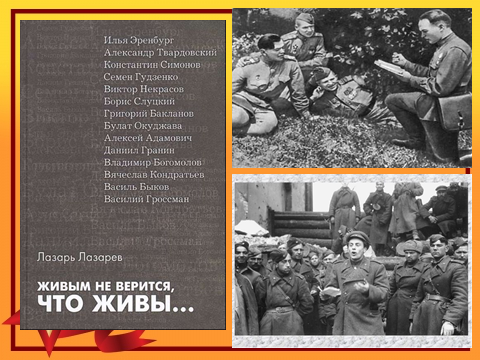 Илья Эренбург
Александр Твардовский
Константин Симонов
Семен Гудзенко
Виктор Некрасов
Борис Слуцкий
Григорий Бакланов
Булат Окуджава
Алексей Адамович
Даниил Гранин
Владимир Богомолов
Вячеслав Кондратьев
Василь Быков
Василий Гроссман
Лазарь Лазарев
ЖИВЫМ НЕ ВЕРИТСЯ,
ЧТО ЖИВЫ...